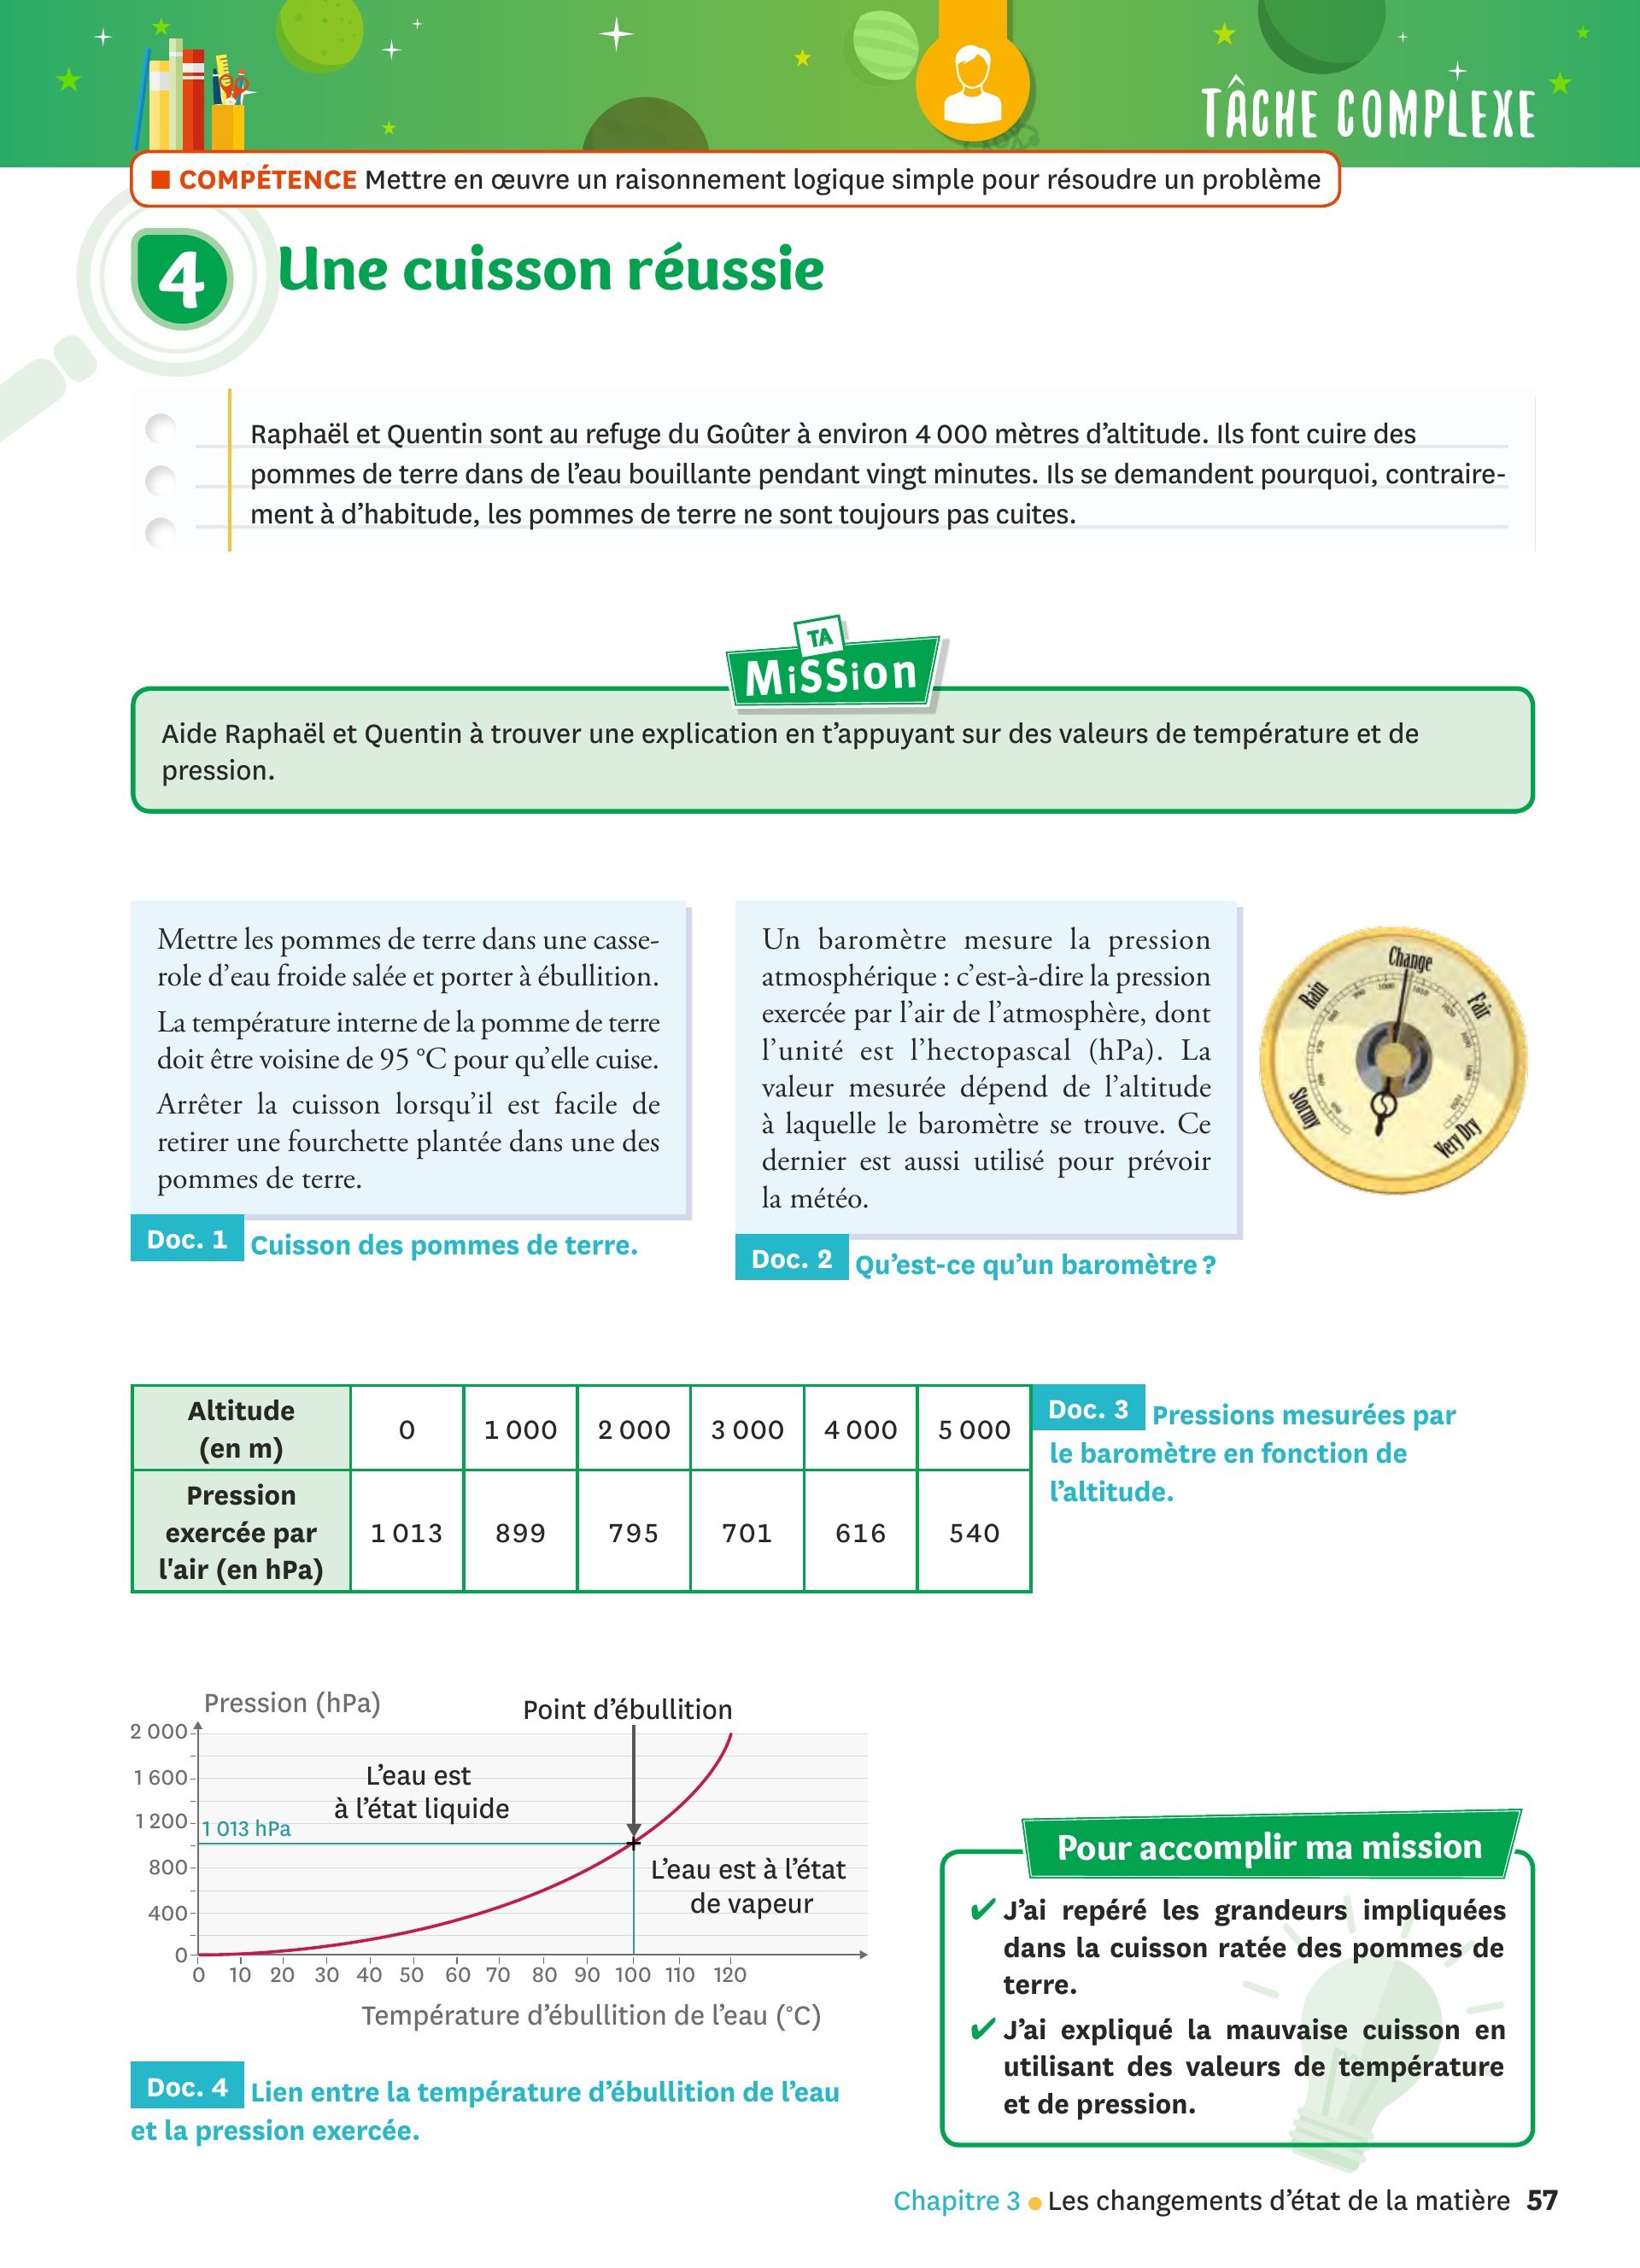 TÂCHE COMPLEXE
■ COMPÉTENCE Mettre en œuvre un raisonnement logique simple pour résoudre un problème
4 Une cuisson réussie
Raphaël et Quentin sont au refuge du Goûter à environ 4 000 mètres d'altitude. Ils font cuire des
pommes de terre dans de l'eau bouillante pendant vingt minutes. Ils se demandent pourquoi, contraire-
ment à d'habitude, les pommes de terre ne sont toujours pas cuites.
TA
MiSSion
Aide Raphaël et Quentin à trouver une explication en t'appuyant sur des valeurs de température et de
pression.
Mettre les pommes de terre dans une casse-
role d'eau froide salée et porter à ébullition.
La température interne de la pomme de terre
doit être voisine de 95 °C pour qu'elle cuise.
Arrêter la cuisson lorsqu'il est facile de
retirer une fourchette plantée dans une des
pommes de terre.
Doc. 1 Cuisson des pommes de terre.
Un baromètre mesure la pression
atmosphérique : c'est-à-dire la pression
exercée par l'air de l'atmosphère, dont
l'unité est l'hectopascal (hPa). La
valeur mesurée dépend de l'altitude
à laquelle le baromètre se trouve. Ce
dernier est aussi utilisé pour prévoir
la météo.
Doc. 2 Qu'est-ce qu'un baromètre ?
Stormy
Rain
Change
Fair
Very Dry
Altitude
(en m)
0 1 000 2 000 3 000 4 000 5 000
Pression
exercée par
l'air (en hPa)
1 013 899 795 701 616 540
Doc. 3 Pressions mesurées par
le baromètre en fonction de
l'altitude.
Pression (hPa)
Point d'ébullition
2 000
1 600
1 200
800
400
0
L'eau est
à l'état liquide
1 013 hPa
L'eau est à l'état
de vapeur
0 10 20 30 40 50 60 70 80 90 100 110 120
Température d'ébullition de l'eau (°C)
Doc. 4 Lien entre la température d'ébullition de l'eau
et la pression exercée.
Pour accomplir ma mission
✔ J'ai repéré les grandeurs impliquées
dans la cuisson ratée des pommes de
terre.
✔ J'ai expliqué la mauvaise cuisson en
utilisant des valeurs de température
et de pression.
Chapitre 3 ● Les changements d'état de la matière 57